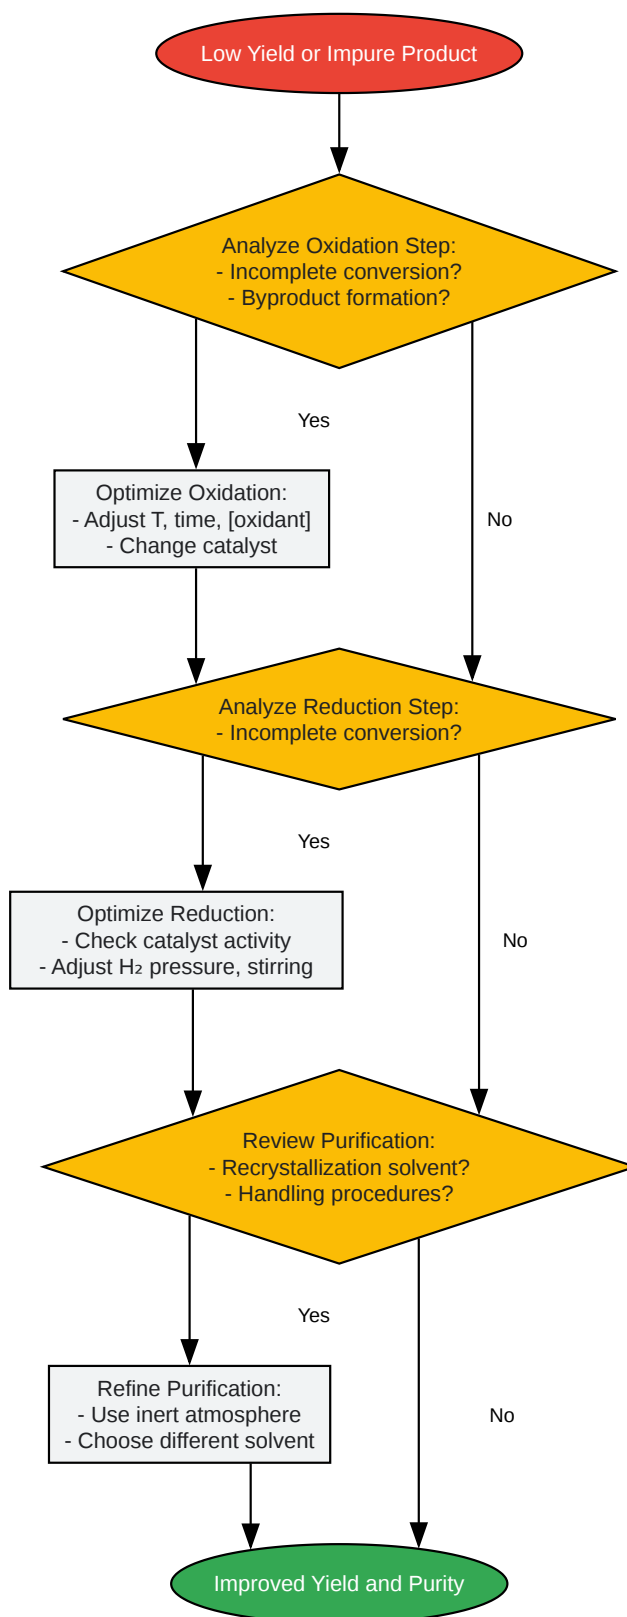 Low Yield or Impure Product
Analyze Oxidation Step:
- Incomplete conversion?
- Byproduct formation?
Yes
Optimize Oxidation:
- Adjust T, time, [oxidant]
- Change catalyst
No
Analyze Reduction Step:
- Incomplete conversion?
Yes
Optimize Reduction:
- Check catalyst activity
- Adjust H₂ pressure, stirring
No
Review Purification:
- Recrystallization solvent?
- Handling procedures?
Yes
Refine Purification:
- Use inert atmosphere
- Choose different solvent
No
Improved Yield and Purity